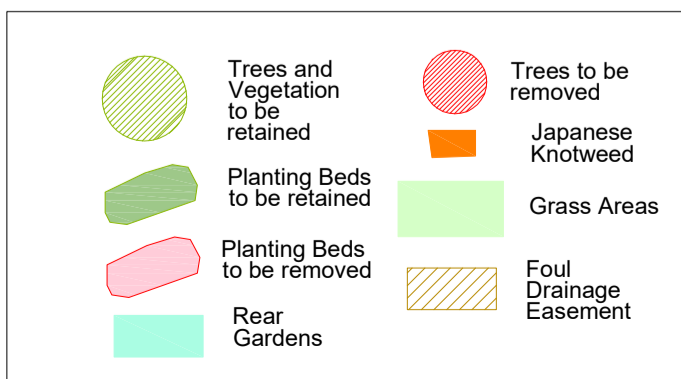 Trees and
Vegetation
to be
retained
Planting Beds
to be retained
Planting Beds
to be removed
Rear
Gardens
Trees to be
removed
Japanese
Knotweed
Grass Areas
Foul
Drainage
Easement